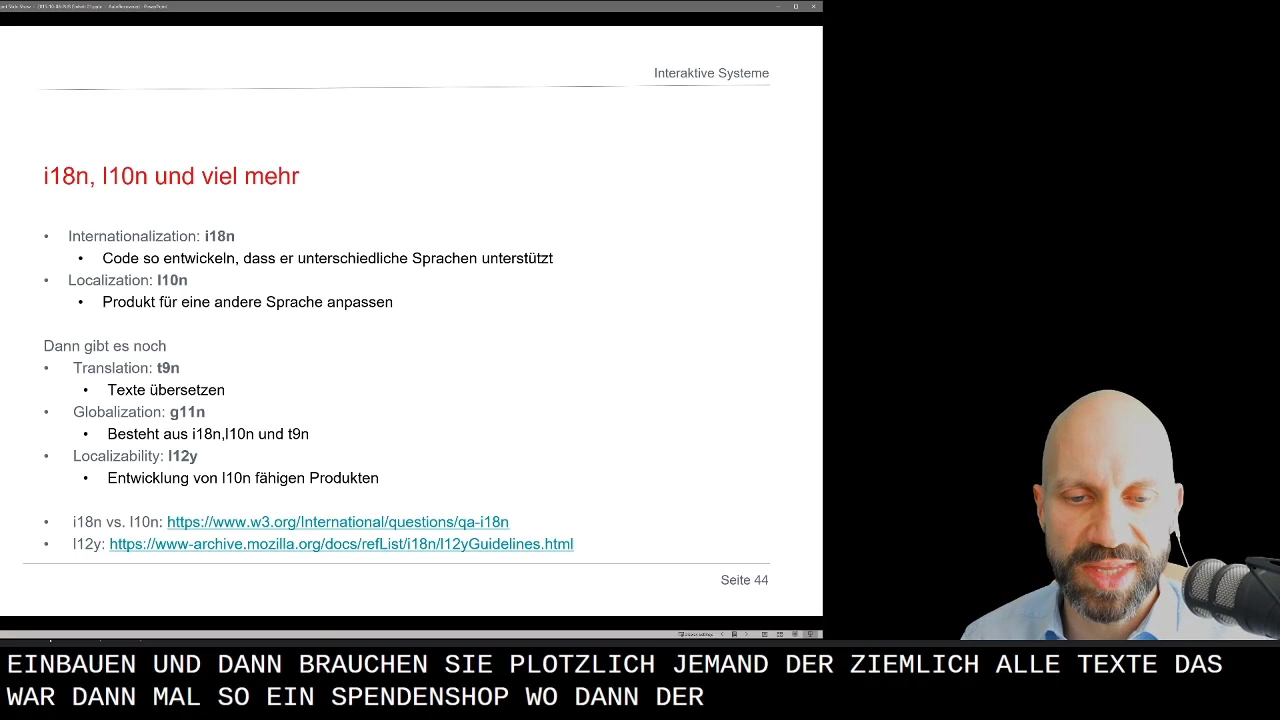 Interaktive Systeme
i18n, l10n und viel mehr
• Internationalization: i18n
• Code so entwickeln, dass er unterschiedliche Sprachen unterstützt
• Localization: l10n
• Produkt für eine andere Sprache anpassen
Dann gibt es noch
• Translation: t9n
• Texte übersetzen
• Globalization: g11n
• Besteht aus i18n,l10n und t9n
• Localizability: l12y
• Entwicklung von l10n fähigen Produkten
• i18n vs. l10n: https://www.w3.org/International/questions/qa-i18n
• l12y: https://www-archive.mozilla.org/docs/refList/i18n/l12yGuidelines.html
Seite 44
EINBAUEN UND DANN BRAUCHEN SIE PLOTZLICH JEMAND DER ZIEMLICH ALLE TEXTE DAS
WAR DANN MAL SO EIN SPENDENSHOP WO DANN DER